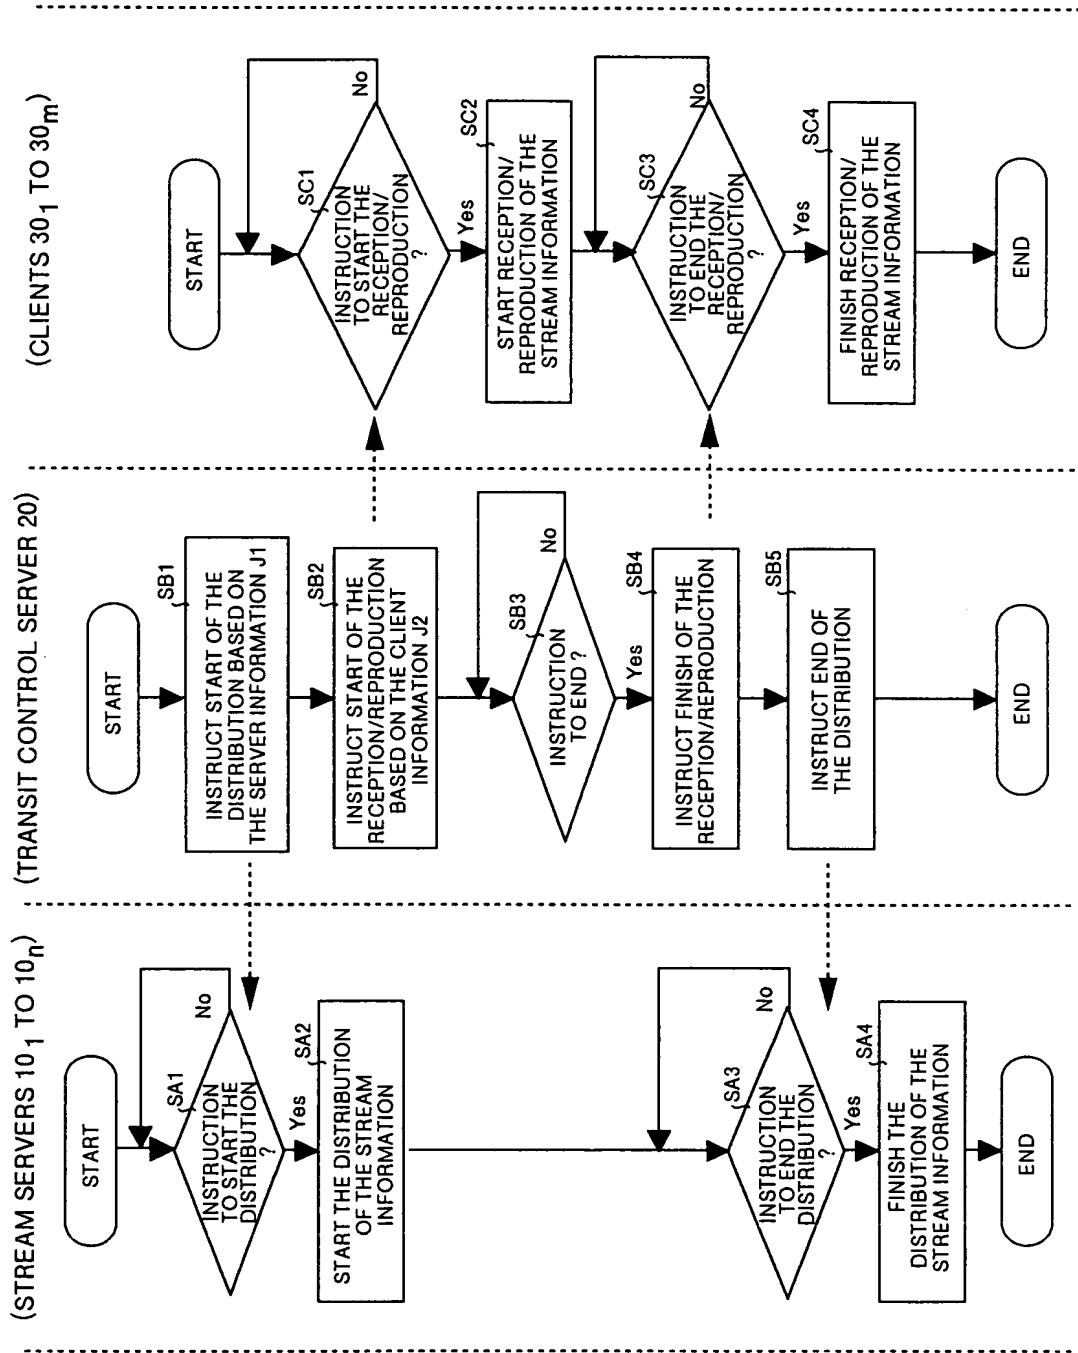 (STREAM SERVERS 10₁ TO 10ₙ)
START
SA1
INSTRUCTION
TO START THE
DISTRIBUTION
?
No
Yes
SA2
START THE DISTRIBUTION
OF THE STREAM
INFORMATION
SA3
INSTRUCTION
TO END THE
DISTRIBUTION
?
No
Yes
SA4
FINISH THE
DISTRIBUTION OF THE
STREAM INFORMATION
END
(TRANSIT CONTROL SERVER 20)
START
SB1
INSTRUCT START OF THE
DISTRIBUTION BASED ON
THE SERVER INFORMATION J1
SB2
INSTRUCT START OF THE
RECEPTION/REPRODUCTION
BASED ON THE CLIENT
INFORMATION J2
SB3
INSTRUCTION
TO END ?
No
Yes
SB4
INSTRUCT FINISH OF THE
RECEPTION/REPRODUCTION
SB5
INSTRUCT END OF
THE DISTRIBUTION
END
(CLIENTS 30₁ TO 30ₘ)
START
SC1
INSTRUCTION
TO START THE
RECEPTION/
REPRODUCTION
?
No
Yes
SC2
START RECEPTION/
REPRODUCTION OF THE
STREAM INFORMATION
SC3
INSTRUCTION
TO END THE
RECEPTION/
REPRODUCTION
?
No
Yes
SC4
FINISH RECEPTION/
REPRODUCTION OF THE
STREAM INFORMATION
END